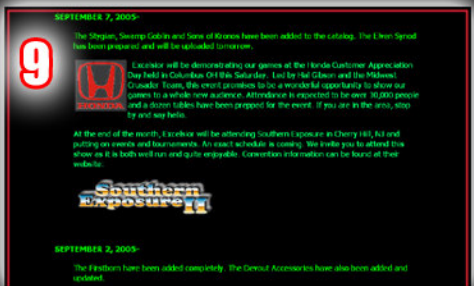 SEPTEMBER 7, 2005-
9
The Stygian, Swamp Goblin and Sons of Kronos have been added to the catalog. The Efren Synod
has been prepared and will be uploaded tomorrow.
Excelsior will be demonstrating our games at the Honda Customer Appreciation
Day held in Columbus OH this Saturday. Led by Hal Gibson and the Midwest
Crusader Team, this event promises to be a wonderful opportunity to show our
games to a whole new audience. Attendance is expected to be over 30,000 people
and a dozen tables have been prepped for the event. If you are in the area, stop
by and say hello.
HONDA
At the end of the month, Excelsior will be attending Southern Exposure in Cherry Hill, NJ and
putting on events and tournaments. An exact schedule is coming. We invite you to attend this
show as it is both well run and quite enjoyable. Convention information can be found at their
website.
Southern
Exposure II
SEPTEMBER 2, 2005-
The Firstborn have been added completely. The Devout Accessories have also been added and
updated.